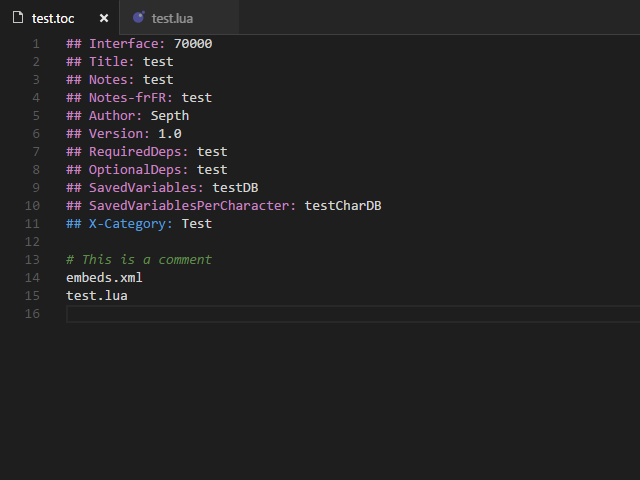 test.toc × test.lua
1 ## Interface: 70000
2 ## Title: test
3 ## Notes: test
4 ## Notes-frFR: test
5 ## Author: Septh
6 ## Version: 1.0
7 ## RequiredDeps: test
8 ## OptionalDeps: test
9 ## SavedVariables: testDB
10 ## SavedVariablesPerCharacter: testCharDB
11 ## X-Category: Test
12
13 # This is a comment
14 embeds.xml
15 test.lua
16